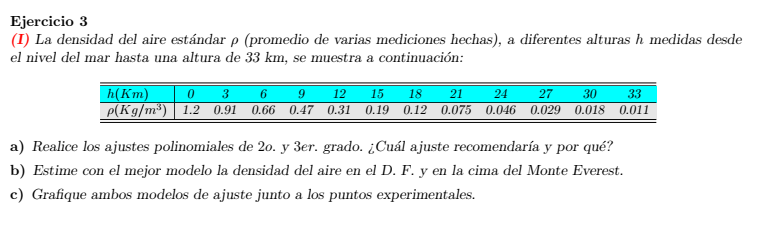 Ejercicio 3
(I) La densidad del aire estándar ρ (promedio de varias mediciones hechas), a diferentes alturas h medidas desde
el nivel del mar hasta una altura de 33 km, se muestra a continuación:
h(Km) 0 3 6 9 12 15 18 21 24 27 30 33
ρ(Kg/m³) 1.2 0.91 0.66 0.47 0.31 0.19 0.12 0.075 0.046 0.029 0.018 0.011
a) Realice los ajustes polinomiales de 2o. y 3er. grado. ¿Cuál ajuste recomendaría y por qué?
b) Estime con el mejor modelo la densidad del aire en el D. F. y en la cima del Monte Everest.
c) Grafique ambos modelos de ajuste junto a los puntos experimentales.